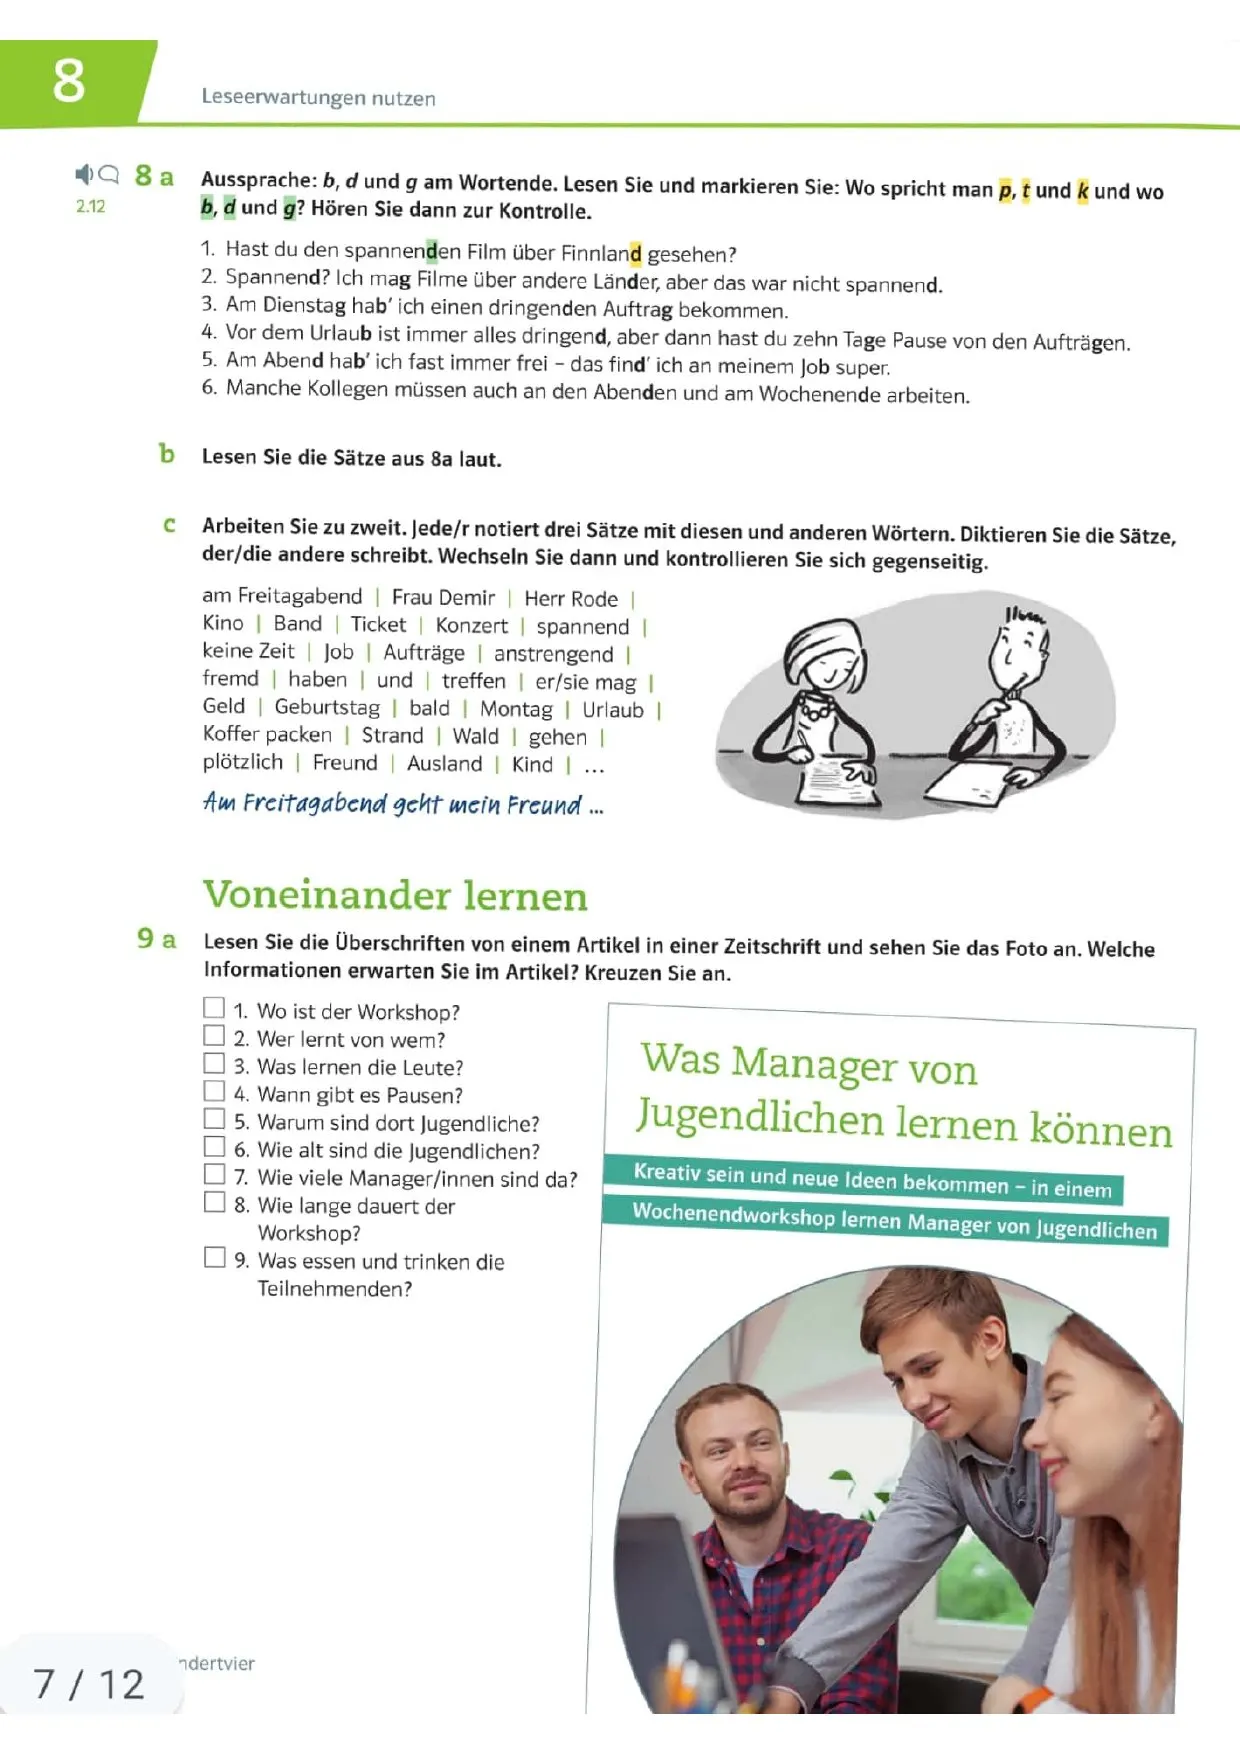 8
Leseerwartungen nutzen
8 a
2.12
Aussprache: b, d und g am Wortende. Lesen Sie und markieren Sie: Wo spricht man p, t und k und wo
b, d und g? Hören Sie dann zur Kontrolle.
1. Hast du den spannenden Film über Finnland gesehen?
2. Spannend? Ich mag Filme über andere Länder, aber das war nicht spannend.
3. Am Dienstag hab' ich einen dringenden Auftrag bekommen.
4. Vor dem Urlaub ist immer alles dringend, aber dann hast du zehn Tage Pause von den Aufträgen.
5. Am Abend hab' ich fast immer frei – das find' ich an meinem Job super.
6. Manche Kollegen müssen auch an den Abenden und am Wochenende arbeiten.
b Lesen Sie die Sätze aus 8a laut.
c Arbeiten Sie zu zweit. Jede/r notiert drei Sätze mit diesen und anderen Wörtern. Diktieren Sie die Sätze,
der/die andere schreibt. Wechseln Sie dann und kontrollieren Sie sich gegenseitig.
am Freitagabend | Frau Demir | Herr Rode |
Kino | Band | Ticket | Konzert | spannend |
keine Zeit | Job | Aufträge | anstrengend |
fremd | haben | und | treffen | er/sie mag |
Geld | Geburtstag | bald | Montag | Urlaub |
Koffer packen | Strand | Wald | gehen |
plötzlich | Freund | Ausland | Kind | ...
Am Freitagabend geht mein Freund ...
Voneinander lernen
9 a Lesen Sie die Überschriften von einem Artikel in einer Zeitschrift und sehen Sie das Foto an. Welche
Informationen erwarten Sie im Artikel? Kreuzen Sie an.
1. Wo ist der Workshop?
2. Wer lernt von wem?
3. Was lernen die Leute?
4. Wann gibt es Pausen?
5. Warum sind dort Jugendliche?
6. Wie alt sind die Jugendlichen?
7. Wie viele Manager/innen sind da?
8. Wie lange dauert der
Workshop?
9. Was essen und trinken die
Teilnehmenden?
Was Manager von
Jugendlichen lernen können
Kreativ sein und neue Ideen bekommen – in einem
Wochenendworkshop lernen Manager von Jugendlichen
ndertvier
7 / 12